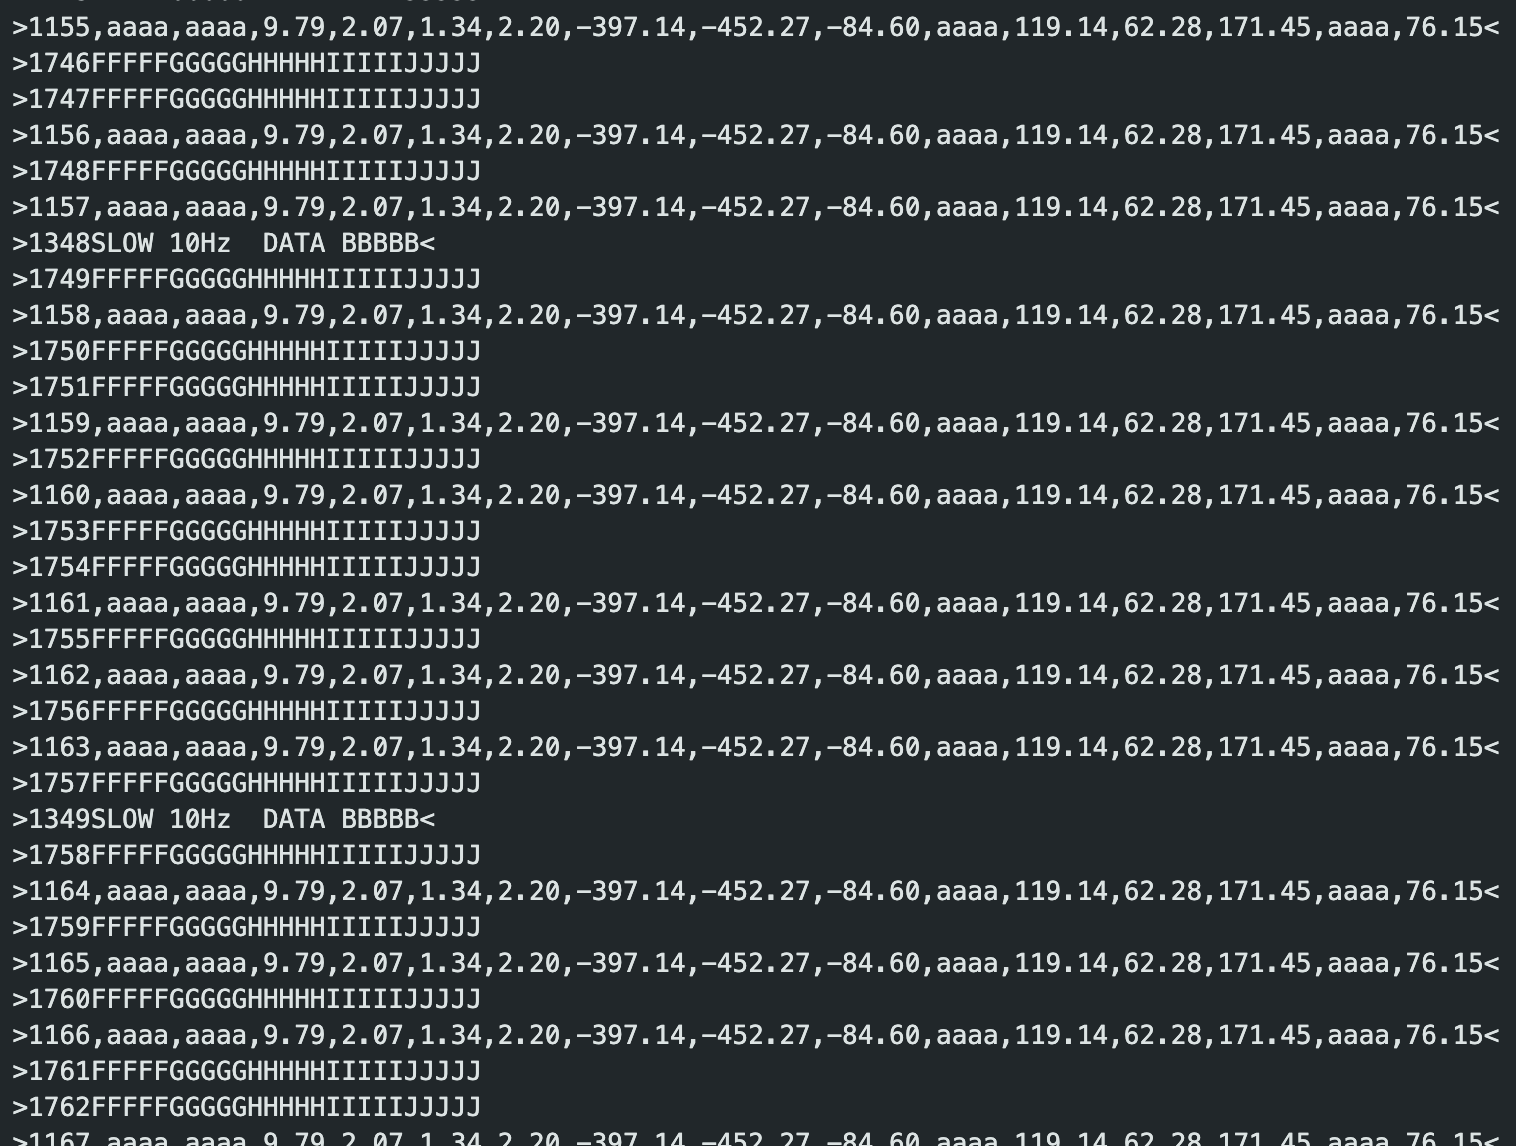 >1155,aaaa,aaaa,9.79,2.07,1.34,2.20,-397.14,-452.27,-84.60,aaaa,119.14,62.28,171.45,aaaa,76.15<
>1746FFFFFGGGGGHHHHHIIIIIJJJJJ
>1747FFFFFGGGGGHHHHHIIIIIJJJJJ
>1156,aaaa,aaaa,9.79,2.07,1.34,2.20,-397.14,-452.27,-84.60,aaaa,119.14,62.28,171.45,aaaa,76.15<
>1748FFFFFGGGGGHHHHHIIIIIJJJJJ
>1157,aaaa,aaaa,9.79,2.07,1.34,2.20,-397.14,-452.27,-84.60,aaaa,119.14,62.28,171.45,aaaa,76.15<
>1348SLOW 10Hz  DATA BBBBB<
>1749FFFFFGGGGGHHHHHIIIIIJJJJJ
>1158,aaaa,aaaa,9.79,2.07,1.34,2.20,-397.14,-452.27,-84.60,aaaa,119.14,62.28,171.45,aaaa,76.15<
>1750FFFFFGGGGGHHHHHIIIIIJJJJJ
>1751FFFFFGGGGGHHHHHIIIIIJJJJJ
>1159,aaaa,aaaa,9.79,2.07,1.34,2.20,-397.14,-452.27,-84.60,aaaa,119.14,62.28,171.45,aaaa,76.15<
>1752FFFFFGGGGGHHHHHIIIIIJJJJJ
>1160,aaaa,aaaa,9.79,2.07,1.34,2.20,-397.14,-452.27,-84.60,aaaa,119.14,62.28,171.45,aaaa,76.15<
>1753FFFFFGGGGGHHHHHIIIIIJJJJJ
>1754FFFFFGGGGGHHHHHIIIIIJJJJJ
>1161,aaaa,aaaa,9.79,2.07,1.34,2.20,-397.14,-452.27,-84.60,aaaa,119.14,62.28,171.45,aaaa,76.15<
>1755FFFFFGGGGGHHHHHIIIIIJJJJJ
>1162,aaaa,aaaa,9.79,2.07,1.34,2.20,-397.14,-452.27,-84.60,aaaa,119.14,62.28,171.45,aaaa,76.15<
>1756FFFFFGGGGGHHHHHIIIIIJJJJJ
>1163,aaaa,aaaa,9.79,2.07,1.34,2.20,-397.14,-452.27,-84.60,aaaa,119.14,62.28,171.45,aaaa,76.15<
>1757FFFFFGGGGGHHHHHIIIIIJJJJJ
>1349SLOW 10Hz  DATA BBBBB<
>1758FFFFFGGGGGHHHHHIIIIIJJJJJ
>1164,aaaa,aaaa,9.79,2.07,1.34,2.20,-397.14,-452.27,-84.60,aaaa,119.14,62.28,171.45,aaaa,76.15<
>1759FFFFFGGGGGHHHHHIIIIIJJJJJ
>1165,aaaa,aaaa,9.79,2.07,1.34,2.20,-397.14,-452.27,-84.60,aaaa,119.14,62.28,171.45,aaaa,76.15<
>1760FFFFFGGGGGHHHHHIIIIIJJJJJ
>1166,aaaa,aaaa,9.79,2.07,1.34,2.20,-397.14,-452.27,-84.60,aaaa,119.14,62.28,171.45,aaaa,76.15<
>1761FFFFFGGGGGHHHHHIIIIIJJJJJ
>1762FFFFFGGGGGHHHHHIIIIIJJJJJ
>1167,aaaa,aaaa,9.79,2.07,1.34,2.20,-397.14,-452.27,-84.60,aaaa,119.14,62.28,171.45,aaaa,76.15<